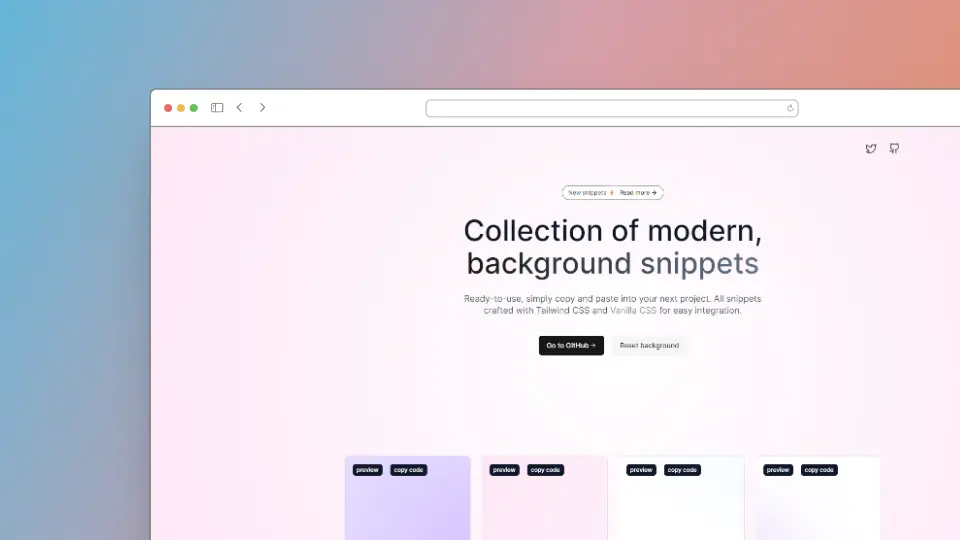 New snippets ⚡ Read more →
Collection of modern,
background snippets
Ready-to-use, simply copy and paste into your next project. All snippets
crafted with Tailwind CSS and Vanilla CSS for easy integration.
Go to GitHub → Reset background
preview copy code preview copy code preview copy code preview copy code